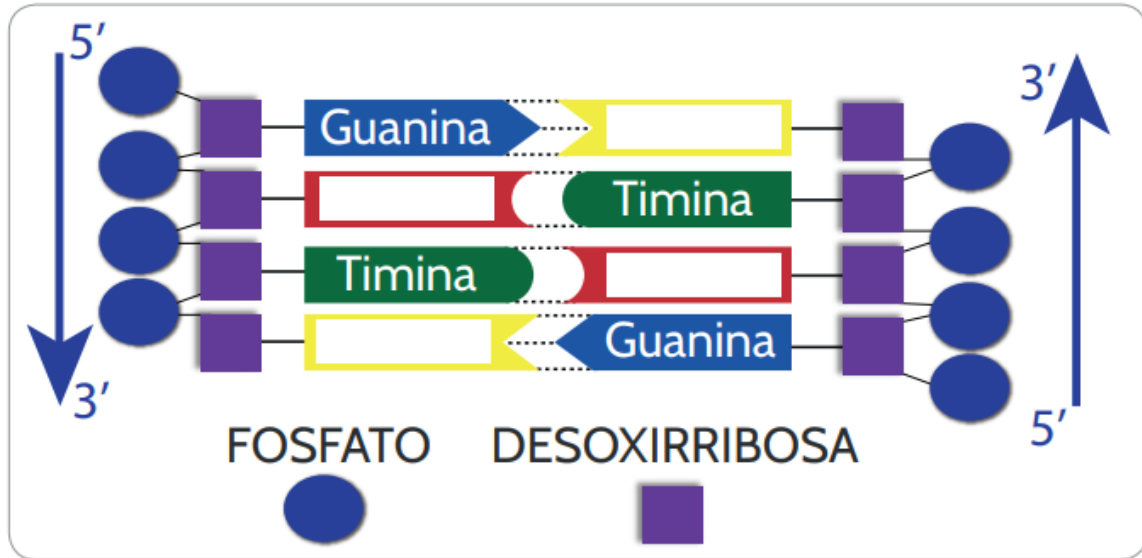 5'
3'
Guanina
Timina
Timina
Guanina
3'
5'
FOSFATO DESOXIRRIBOSA